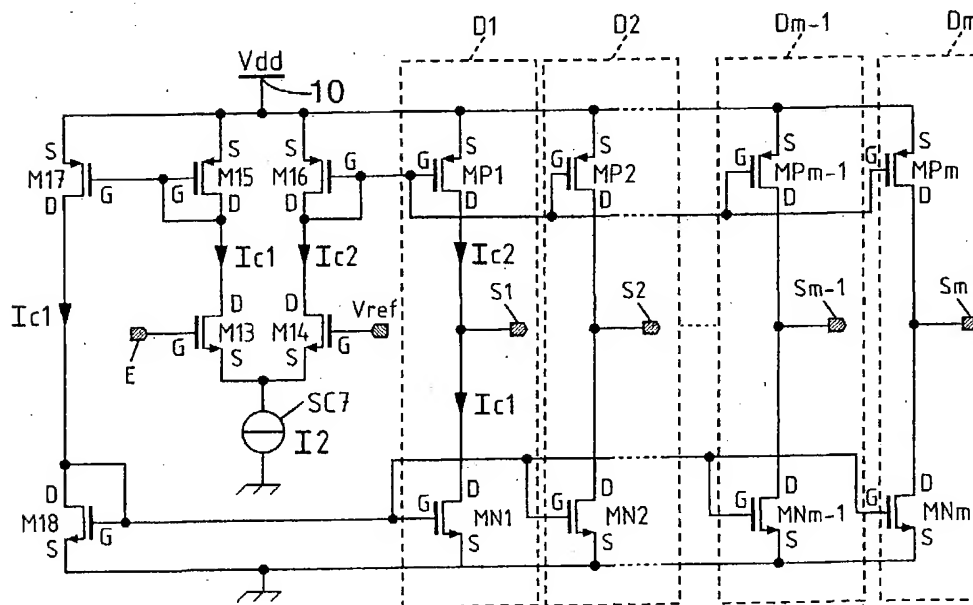 D1 D2 Dm-1 Dm
Vdd
10
S S S S S S S
M17 G G M15 M16 G G MP1 G MP2 G MPm-1 G MPm
D D D D D D D
Ic1 Ic2 Ic2
Ic1 S1 S2 Sm-1 Sm
D D Vref
E G M13 M14 G
S S
SC7 Ic1
I2
D D D D D
M18 G G MN1 G MN2 G MNm-1 G MNm
S S S S S